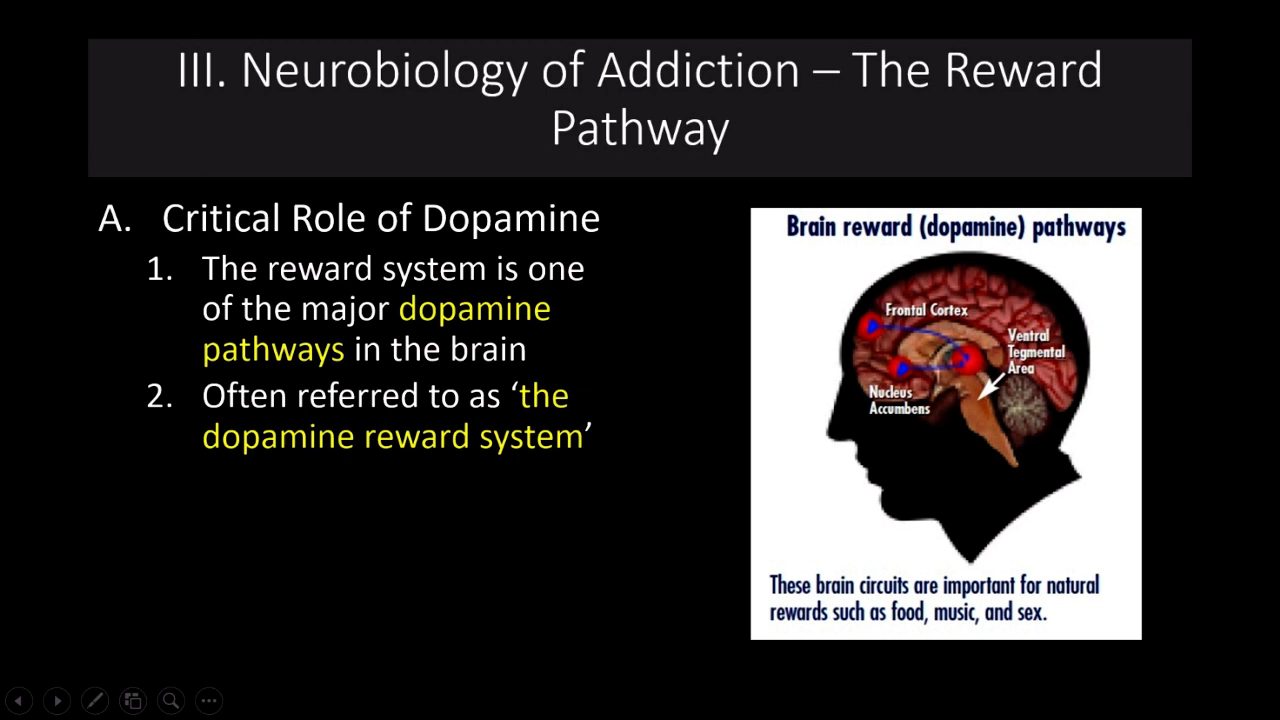 III. Neurobiology of Addiction – The Reward
Pathway
A. Critical Role of Dopamine
1. The reward system is one
of the major dopamine
pathways in the brain
2. Often referred to as ‘the
dopamine reward system’
Brain reward (dopamine) pathways
Frontal Cortex
Ventral
Tegmental
Area
Nucleus
Accumbens
These brain circuits are important for natural
rewards such as food, music, and sex.